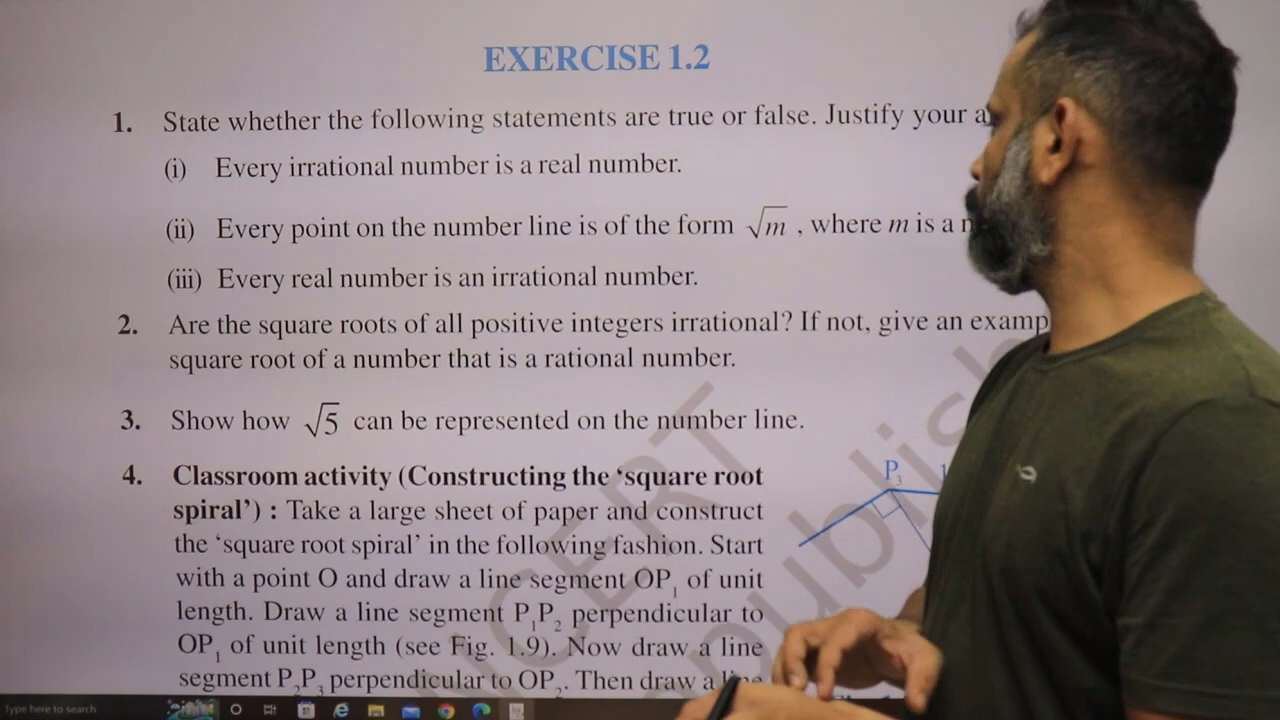 EXERCISE 1.2
1. State whether the following statements are true or false. Justify your
(i) Every irrational number is a real number.
(ii) Every point on the number line is of the form √m , where m is a
(iii) Every real number is an irrational number.
2. Are the square roots of all positive integers irrational? If not, give an
square root of a number that is a rational number.
3. Show how √5 can be represented on the number line.
4. Classroom activity (Constructing the ‘square root
spiral’) : Take a large sheet of paper and construct
the ‘square root spiral’ in the following fashion. Start
with a point O and draw a line segment OP₁ of unit
length. Draw a line segment P₁P₂ perpendicular to
OP₁ of unit length (see Fig. 1.9). Now draw a line
segment P₂P₃ perpendicular to OP₂. Then draw a line
P₃ 1
NCERT
Type here to search